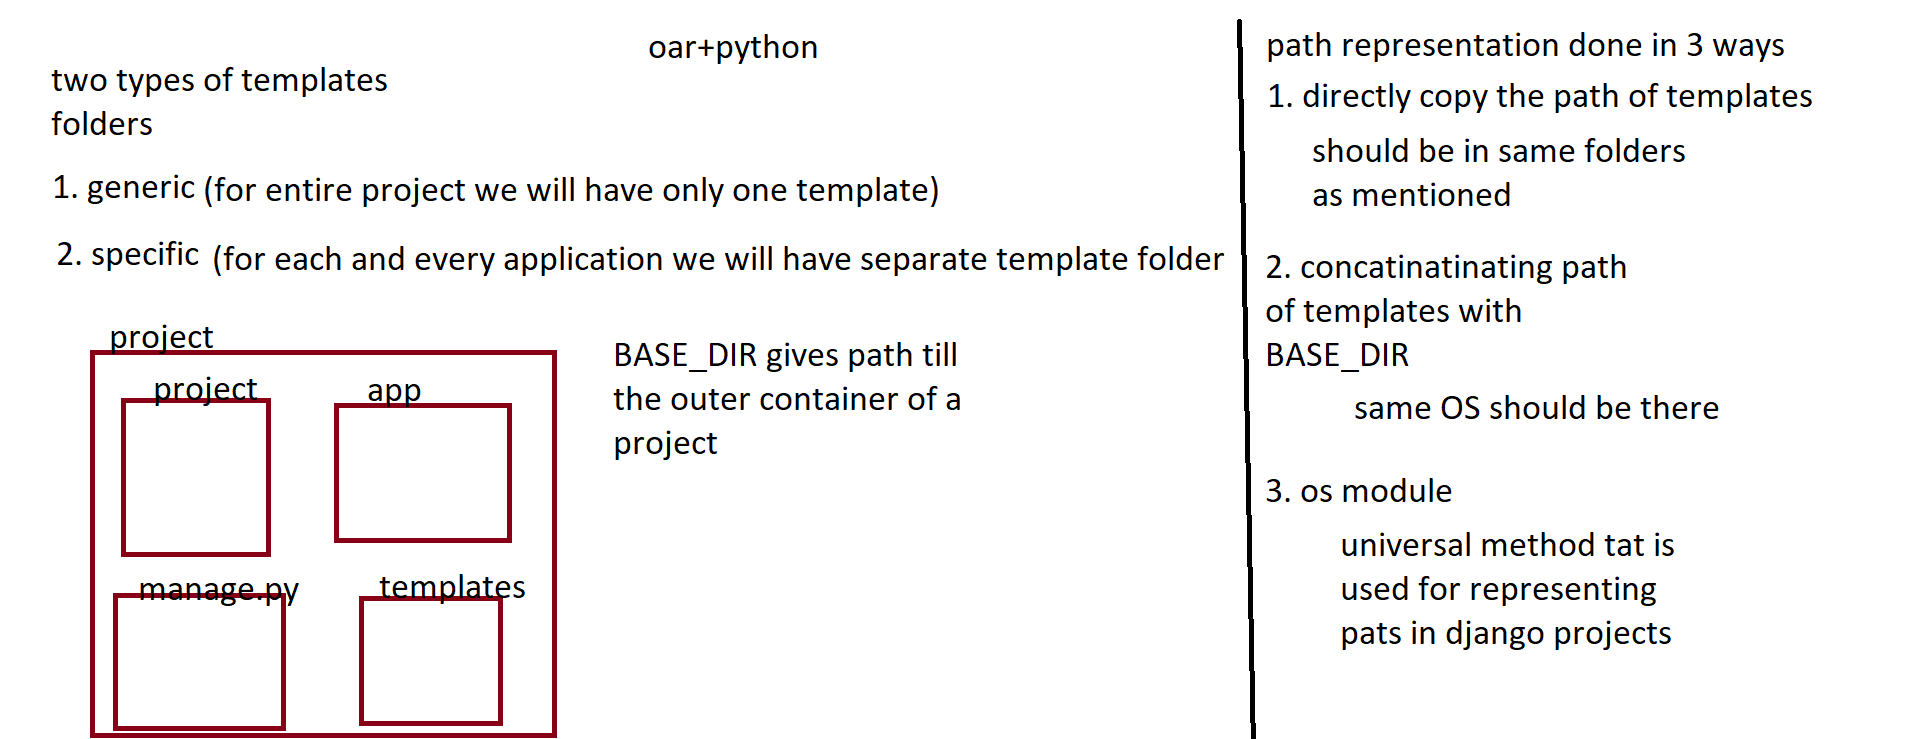 oar+python
two types of templates
folders
1. generic (for entire project we will have only one template)
2. specific (for each and every application we will have separate template folder
project
project
app
manage.py
templates
BASE_DIR gives path till
the outer container of a
project
path representation done in 3 ways
1. directly copy the path of templates
should be in same folders
as mentioned
2. concatinatinating path
of templates with
BASE_DIR
same OS should be there
3. os module
universal method tat is
used for representing
pats in django projects